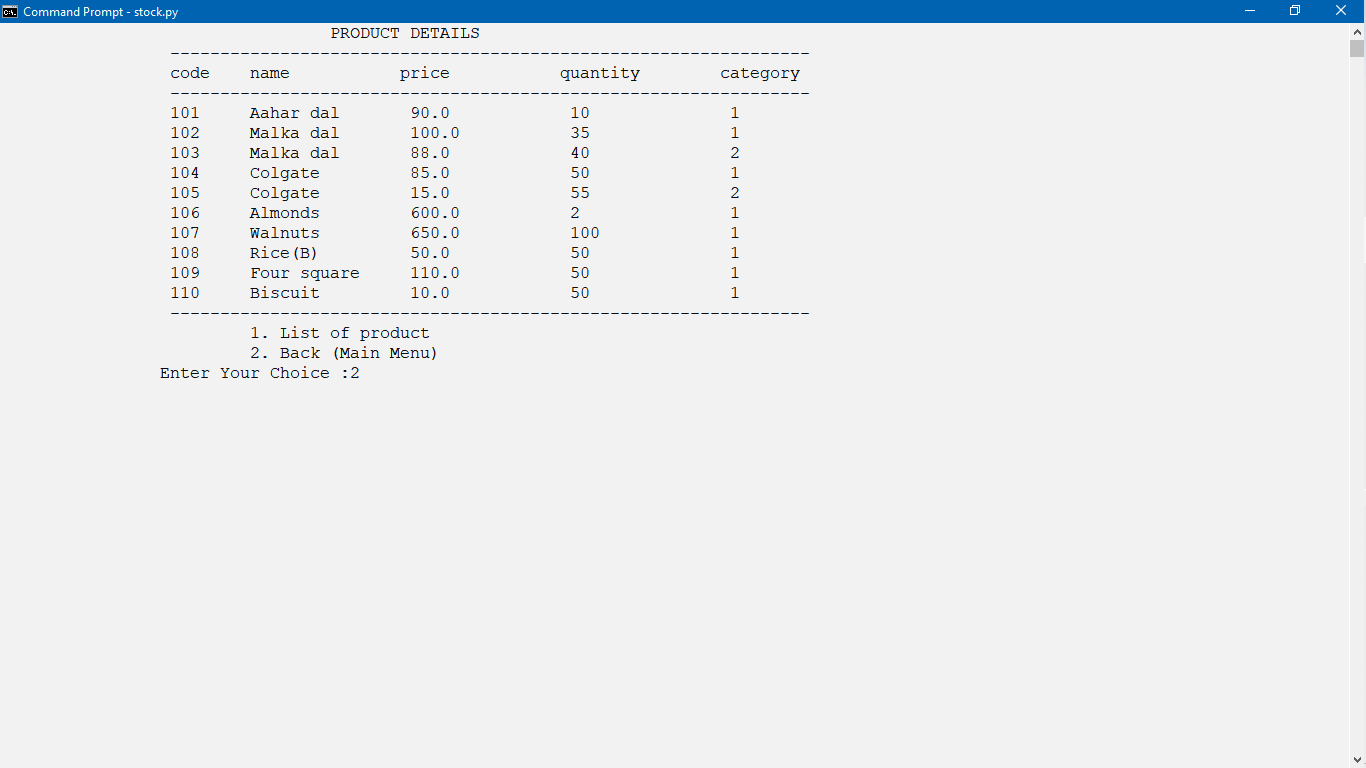 Command Prompt - stock.py
PRODUCT DETAILS
----------------------------------------------------------------
code    name           price           quantity        category
----------------------------------------------------------------
101     Aahar dal       90.0            10              1
102     Malka dal       100.0           35              1
103     Malka dal       88.0            40              2
104     Colgate         85.0            50              1
105     Colgate         15.0            55              2
106     Almonds         600.0           2               1
107     Walnuts         650.0           100             1
108     Rice(B)         50.0            50              1
109     Four square     110.0           50              1
110     Biscuit         10.0            50              1
----------------------------------------------------------------
1. List of product
2. Back (Main Menu)
Enter Your Choice :2